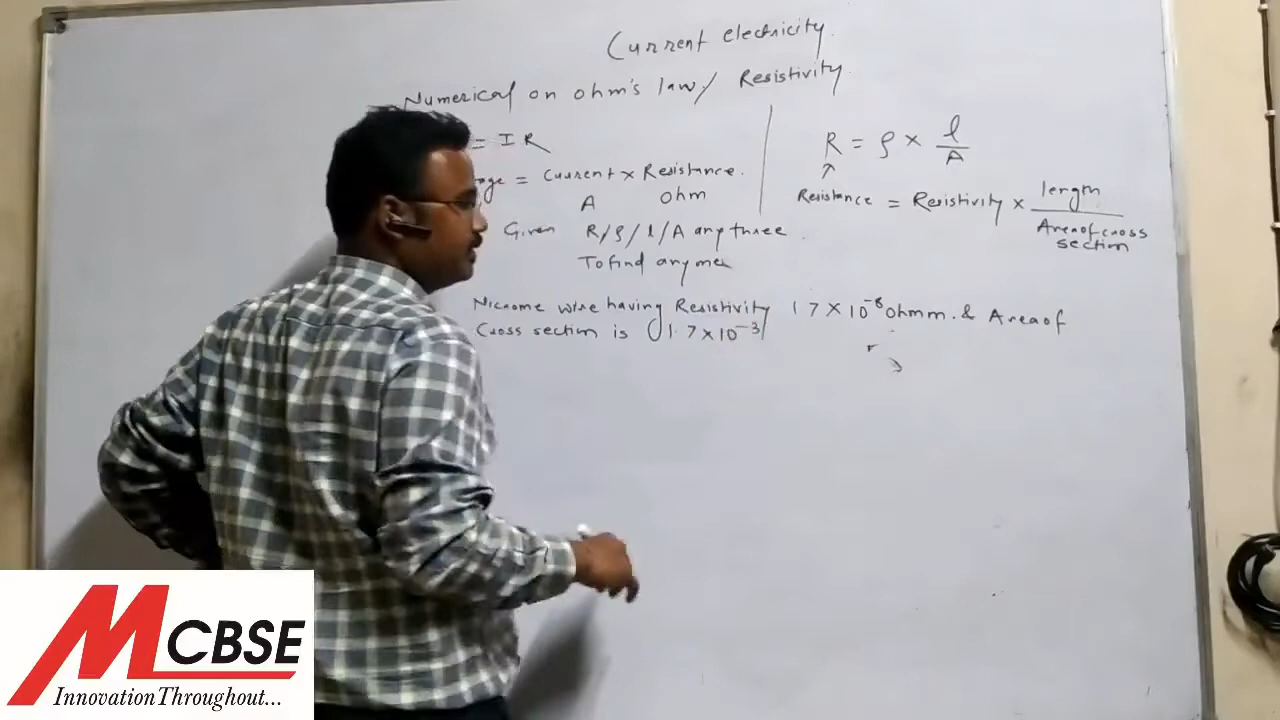 Current electricity
Numerical on ohm's law/ Resistivity
= IR
age = Current × Resistance.
A ohm
Given R/ρ/l/A any three
To find any
R = ρ × l/A
↑
Resistance = Resistivity × length/Area of cross section
Nicrome wire having Resistivity 1.7×10⁻⁸ ohm m. & Area of
Cross section is 1.7×10⁻³
MCBSE
Innovation Throughout...